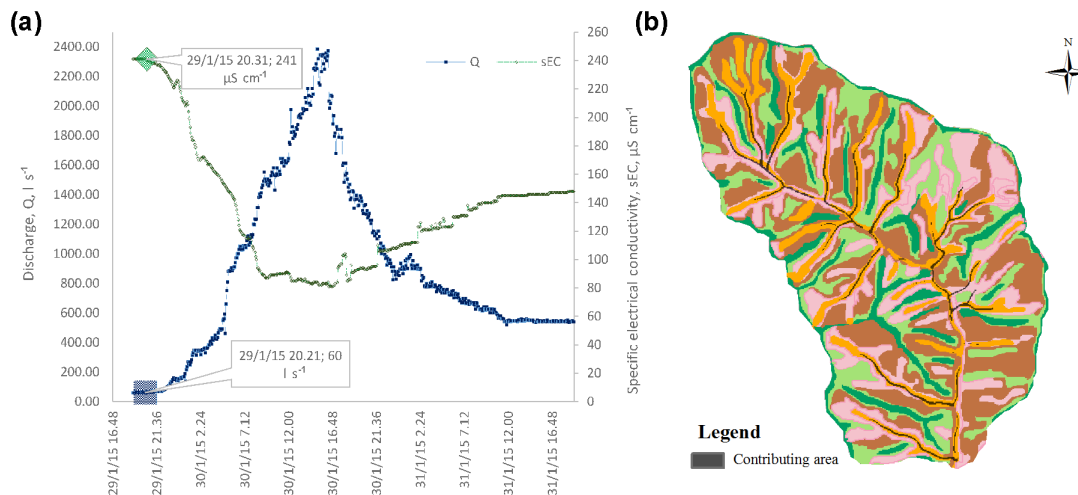 (a)
2400.00
2200.00
2000.00
1800.00
1600.00
1400.00
1200.00
1000.00
800.00
600.00
400.00
200.00
0.00
Discharge, Q, l s⁻¹
29/1/15 20.31; 241
µS cm⁻¹
Q
sEC
29/1/15 20.21; 60
l s⁻¹
260
240
220
200
180
160
140
120
100
80
60
40
20
0
Specific electrical conductivity, sEC, µS cm⁻¹
29/1/15 16.48
29/1/15 21.36
30/1/15 2.24
30/1/15 7.12
30/1/15 12.00
30/1/15 16.48
30/1/15 21.36
31/1/15 2.24
31/1/15 7.12
31/1/15 12.00
31/1/15 16.48
(b)
N
Legend
Contributing area